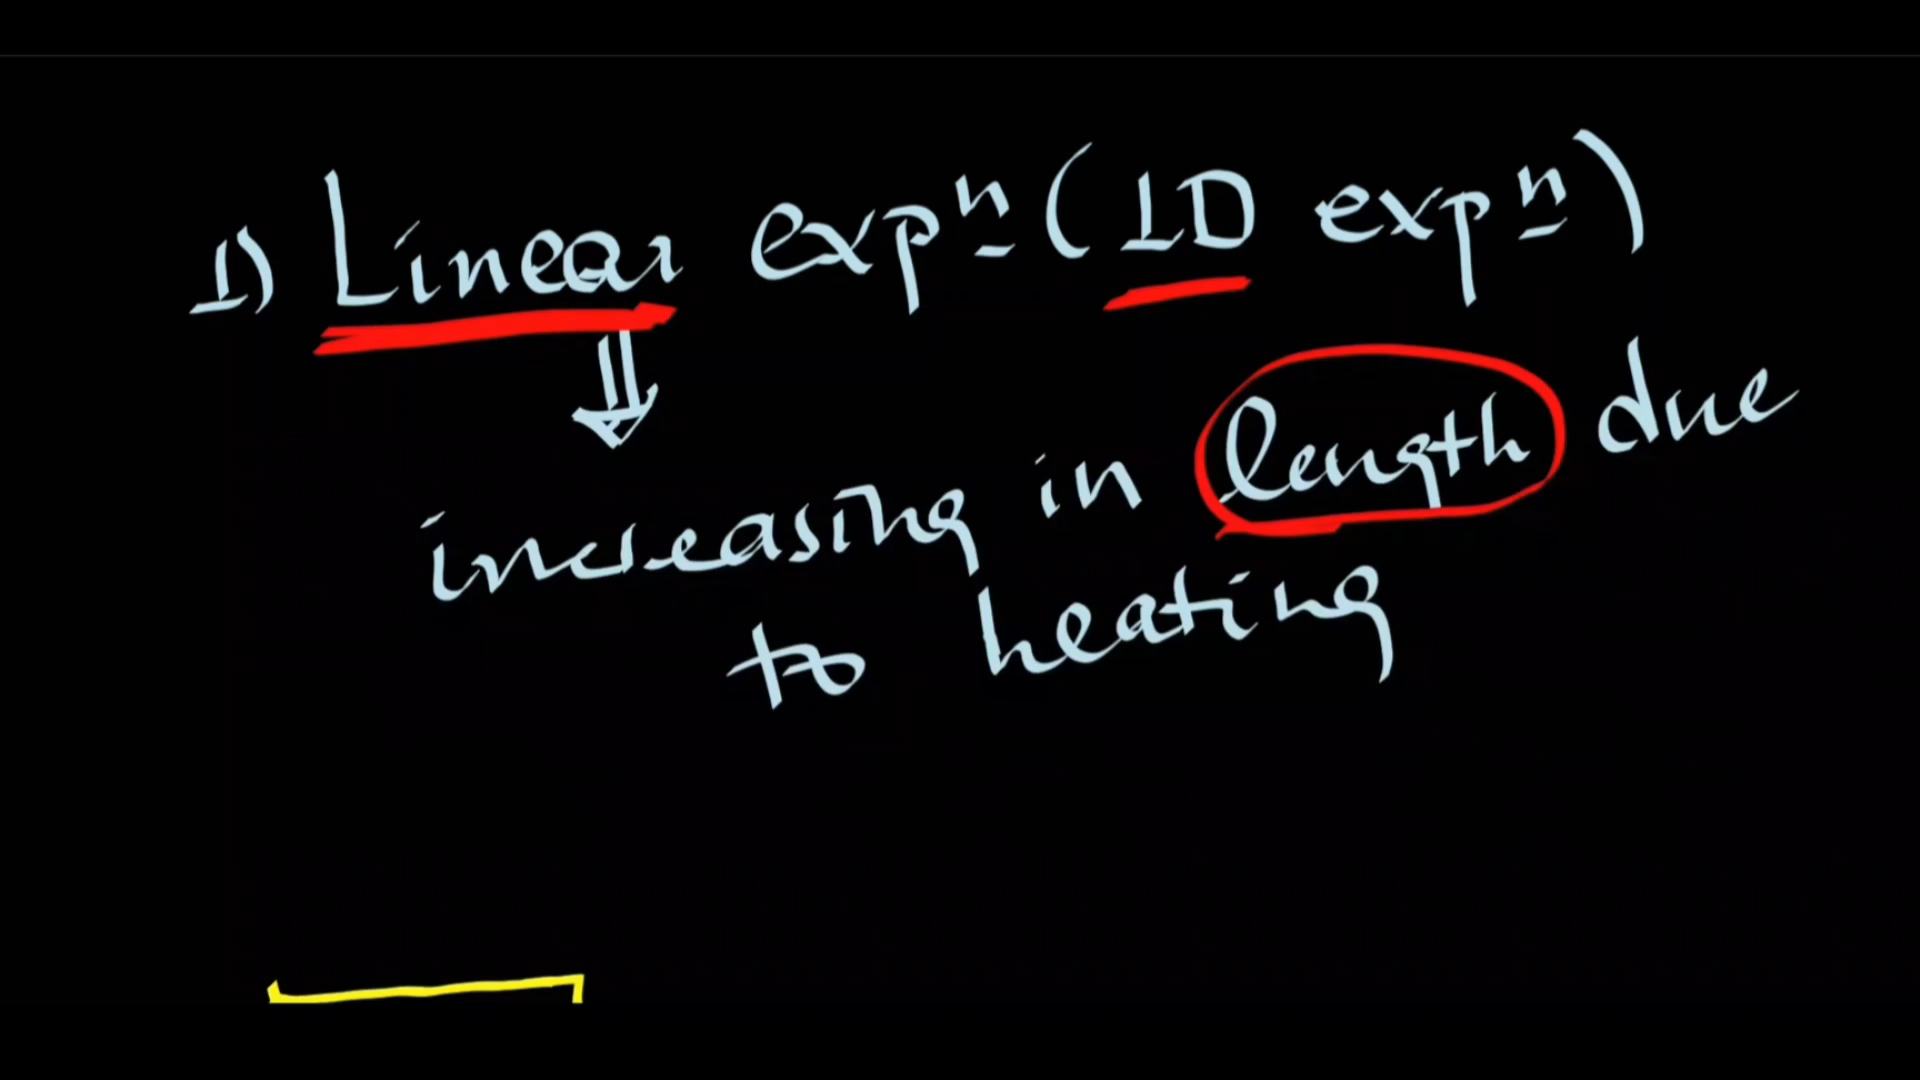 1) Linear expⁿ (1D expⁿ)
increasing in length due
to heating